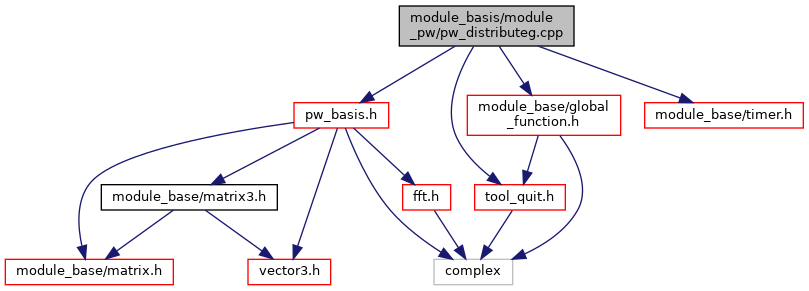 module_basis/module
_pw/pw_distributeg.cpp
pw_basis.h
module_base/global
_function.h
module_base/timer.h
module_base/matrix3.h
fft.h
tool_quit.h
module_base/matrix.h
vector3.h
complex